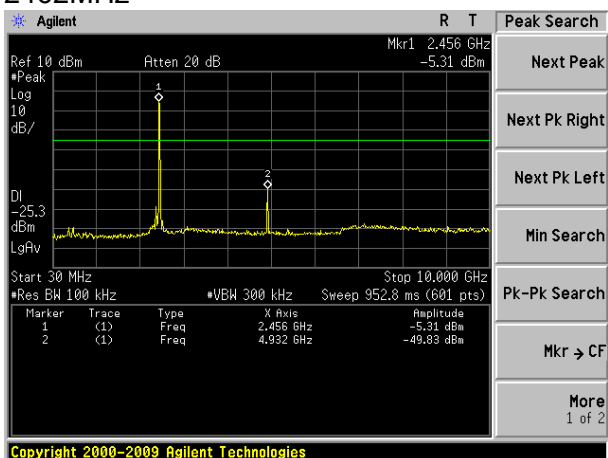 2462MHz
Agilent R T Peak Search
Mkr1 2.456 GHz
Ref 10 dBm Atten 20 dB -5.31 dBm
#Peak
Log
10
dB/
1
2
DI
-25.3
dBm
LgAv
Start 30 MHz Stop 10.000 GHz
#Res BW 100 kHz #VBW 300 kHz Sweep 952.8 ms (601 pts)
Marker Trace Type X Axis Amplitude
1 (1) Freq 2.456 GHz -5.31 dBm
2 (1) Freq 4.932 GHz -49.83 dBm
Next Peak
Next Pk Right
Next Pk Left
Min Search
Pk-Pk Search
Mkr → CF
More
1 of 2
Copyright 2000-2009 Agilent Technologies